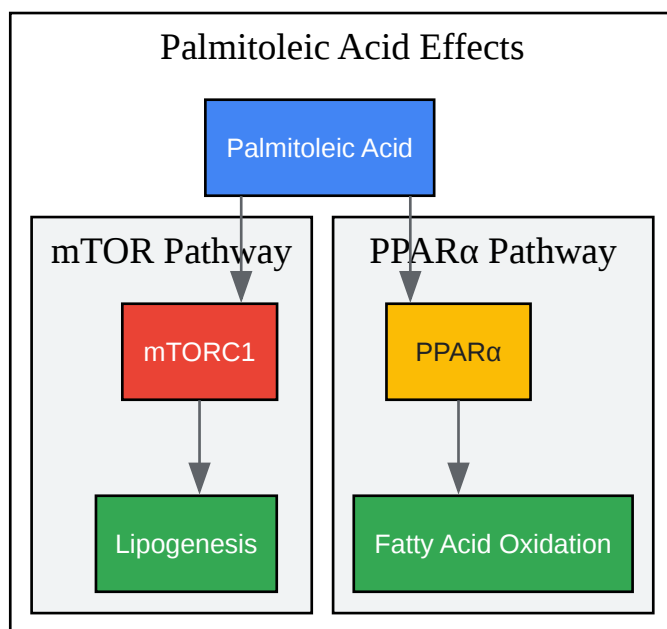 Palmitoleic Acid Effects
Palmitoleic Acid
mTOR Pathway
PPARα Pathway
mTORC1
PPARα
Lipogenesis
Fatty Acid Oxidation